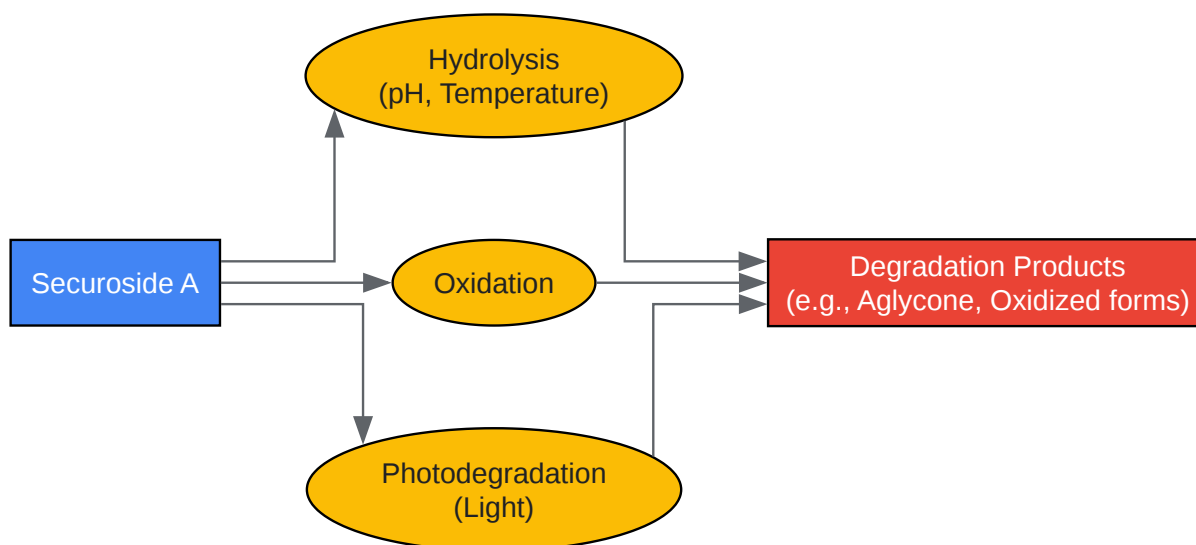 Hydrolysis
(pH, Temperature)
Securoside A
Oxidation
Degradation Products
(e.g., Aglycone, Oxidized forms)
Photodegradation
(Light)